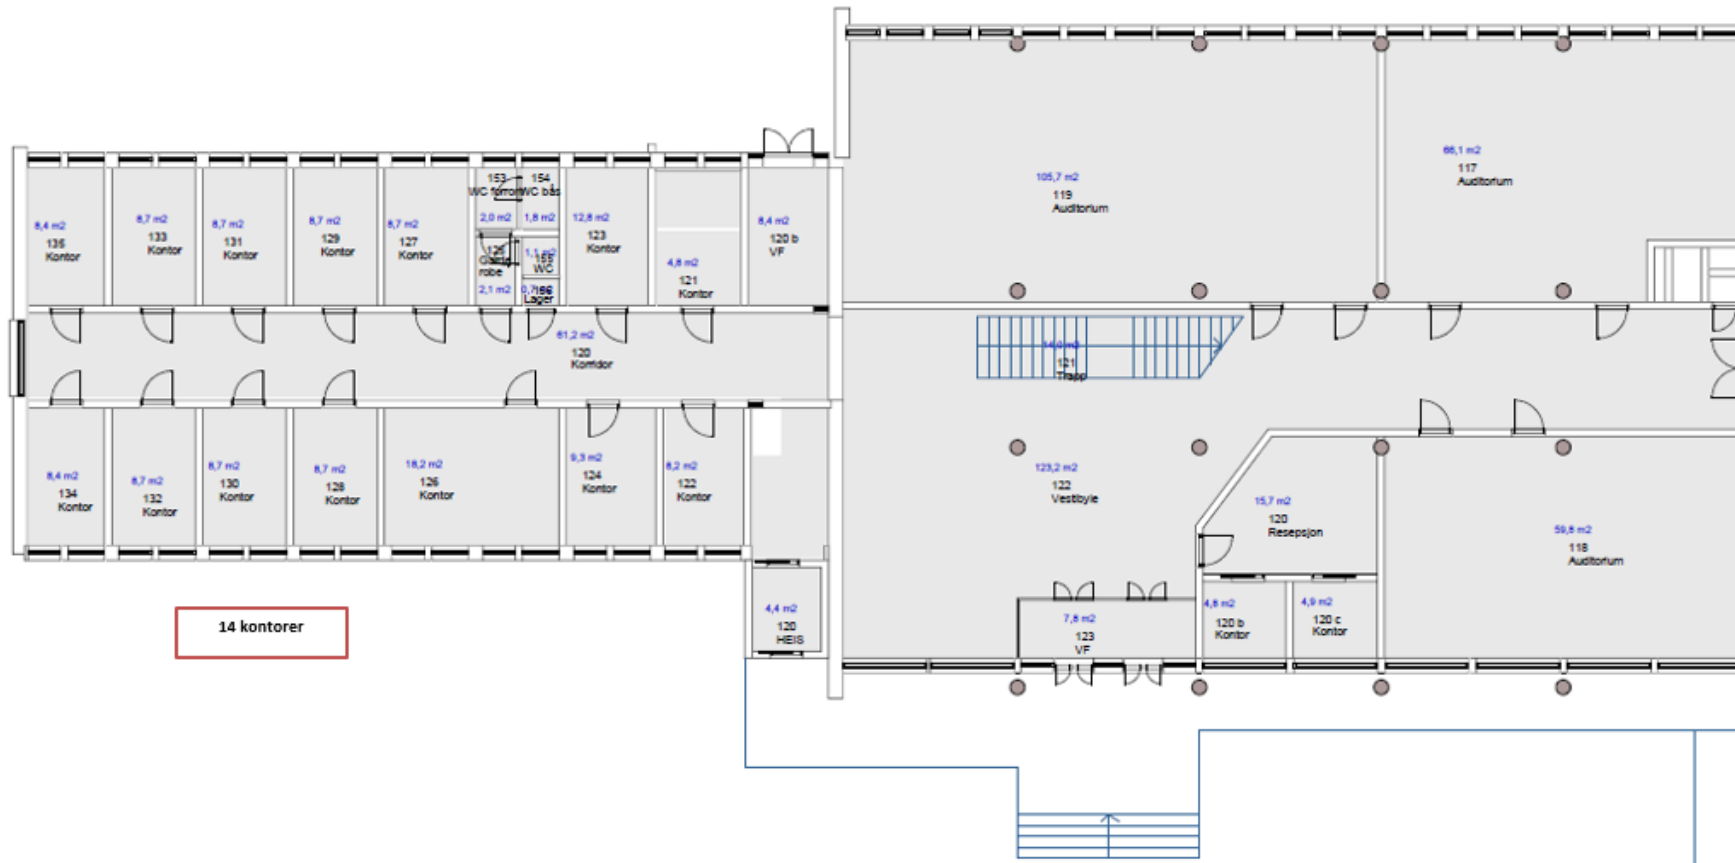 105,7 m2
119
Auditorium
66,1 m2
117
Auditorium
8,4 m2
135
Kontor
8,7 m2
133
Kontor
8,7 m2
131
Kontor
8,7 m2
129
Kontor
8,7 m2
127
Kontor
153
WC forrom
2,0 m2
154
WC bås
1,8 m2
robe
2,1 m2
1,1 m2
155
WC
Lager
12,8 m2
123
Kontor
4,8 m2
121
Kontor
8,4 m2
120 b
VF
61,2 m2
120
Korridor
121
Trapp
8,4 m2
134
Kontor
8,7 m2
132
Kontor
8,7 m2
130
Kontor
8,7 m2
128
Kontor
18,2 m2
126
Kontor
9,3 m2
124
Kontor
8,2 m2
122
Kontor
123,2 m2
122
Vestibyle
15,7 m2
120
Resepsjon
59,8 m2
118
Auditorium
4,4 m2
120
HEIS
7,8 m2
123
VF
4,8 m2
120 b
Kontor
4,9 m2
120 c
Kontor
14 kontorer